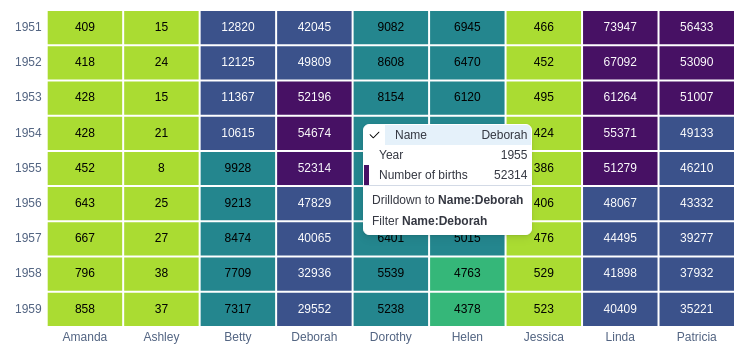 1951 409 15 12820 42045 9082 6945 466 73947 56433
1952 418 24 12125 49809 8608 6470 452 67092 53090
1953 428 15 11367 52196 8154 6120 495 61264 51007
1954 428 21 10615 54674 424 55371 49133
1955 452 8 9928 52314 386 51279 46210
1956 643 25 9213 47829 406 48067 43332
1957 667 27 8474 40065 6401 5015 476 44495 39277
1958 796 38 7709 32936 5539 4763 529 41898 37932
1959 858 37 7317 29552 5238 4378 523 40409 35221
Amanda Ashley Betty Deborah Dorothy Helen Jessica Linda Patricia
Name Deborah
Year 1955
Number of births 52314
Drilldown to Name:Deborah
Filter Name:Deborah